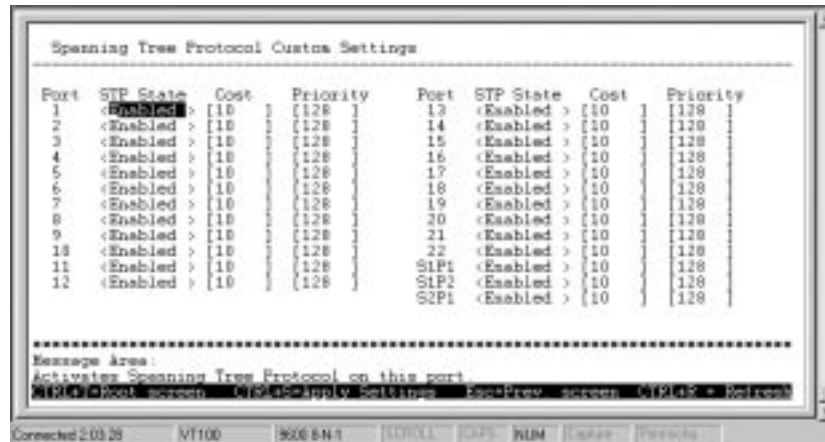 Spanning Tree Protocol Custom Settings
Port STP State Cost Priority Port STP State Cost Priority
1 <Enabled > [10 ] [128 ] 13 <Enabled > [10 ] [128 ]
2 <Enabled > [10 ] [128 ] 14 <Enabled > [10 ] [128 ]
3 <Enabled > [10 ] [128 ] 15 <Enabled > [10 ] [128 ]
4 <Enabled > [10 ] [128 ] 16 <Enabled > [10 ] [128 ]
5 <Enabled > [10 ] [128 ] 17 <Enabled > [10 ] [128 ]
6 <Enabled > [10 ] [128 ] 18 <Enabled > [10 ] [128 ]
7 <Enabled > [10 ] [128 ] 19 <Enabled > [10 ] [128 ]
8 <Enabled > [10 ] [128 ] 20 <Enabled > [10 ] [128 ]
9 <Enabled > [10 ] [128 ] 21 <Enabled > [10 ] [128 ]
10 <Enabled > [10 ] [128 ] 22 <Enabled > [10 ] [128 ]
11 <Enabled > [10 ] [128 ] S1P1 <Enabled > [10 ] [128 ]
12 <Enabled > [10 ] [128 ] S1P2 <Enabled > [10 ] [128 ]
S2P1 <Enabled > [10 ] [128 ]
Message Area:
Activates Spanning Tree Protocol on this port
CTRL+T=Root screen CTRL+S=Apply Settings Esc=Prev. screen CTRL+R = Refresh
Connected 2:03:28 VT100 9600 8-N-1 SCROLL CAPS NUM Capture